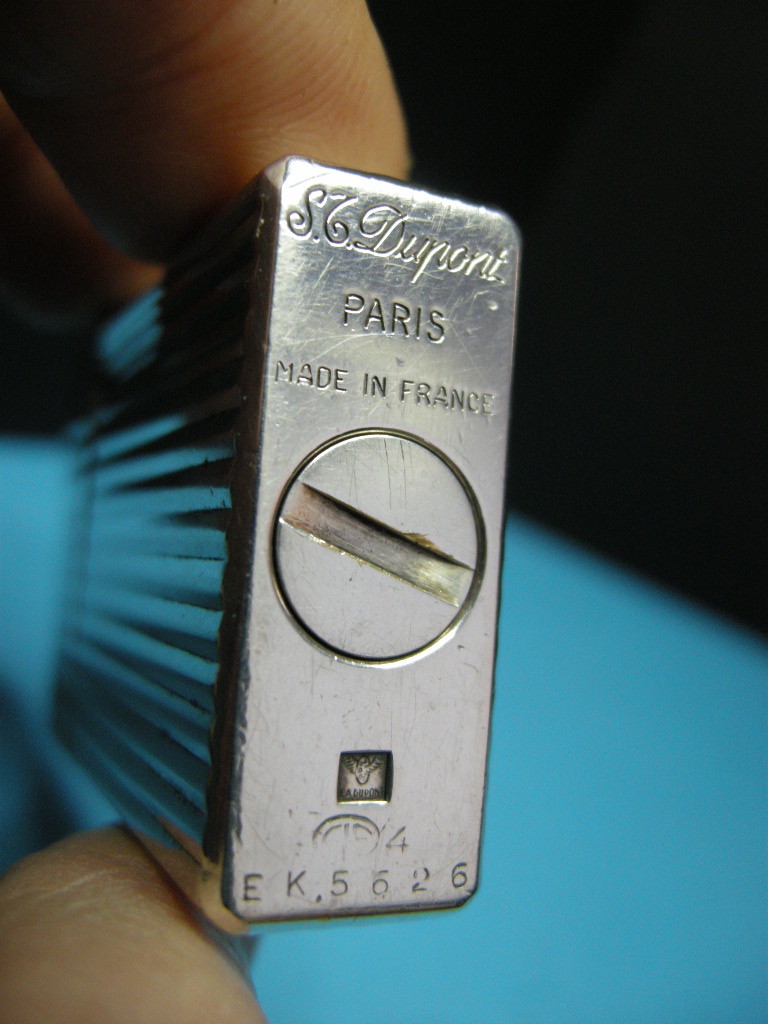 S.T.Dupont
PARIS
MADE IN FRANCE
4
EK.5626